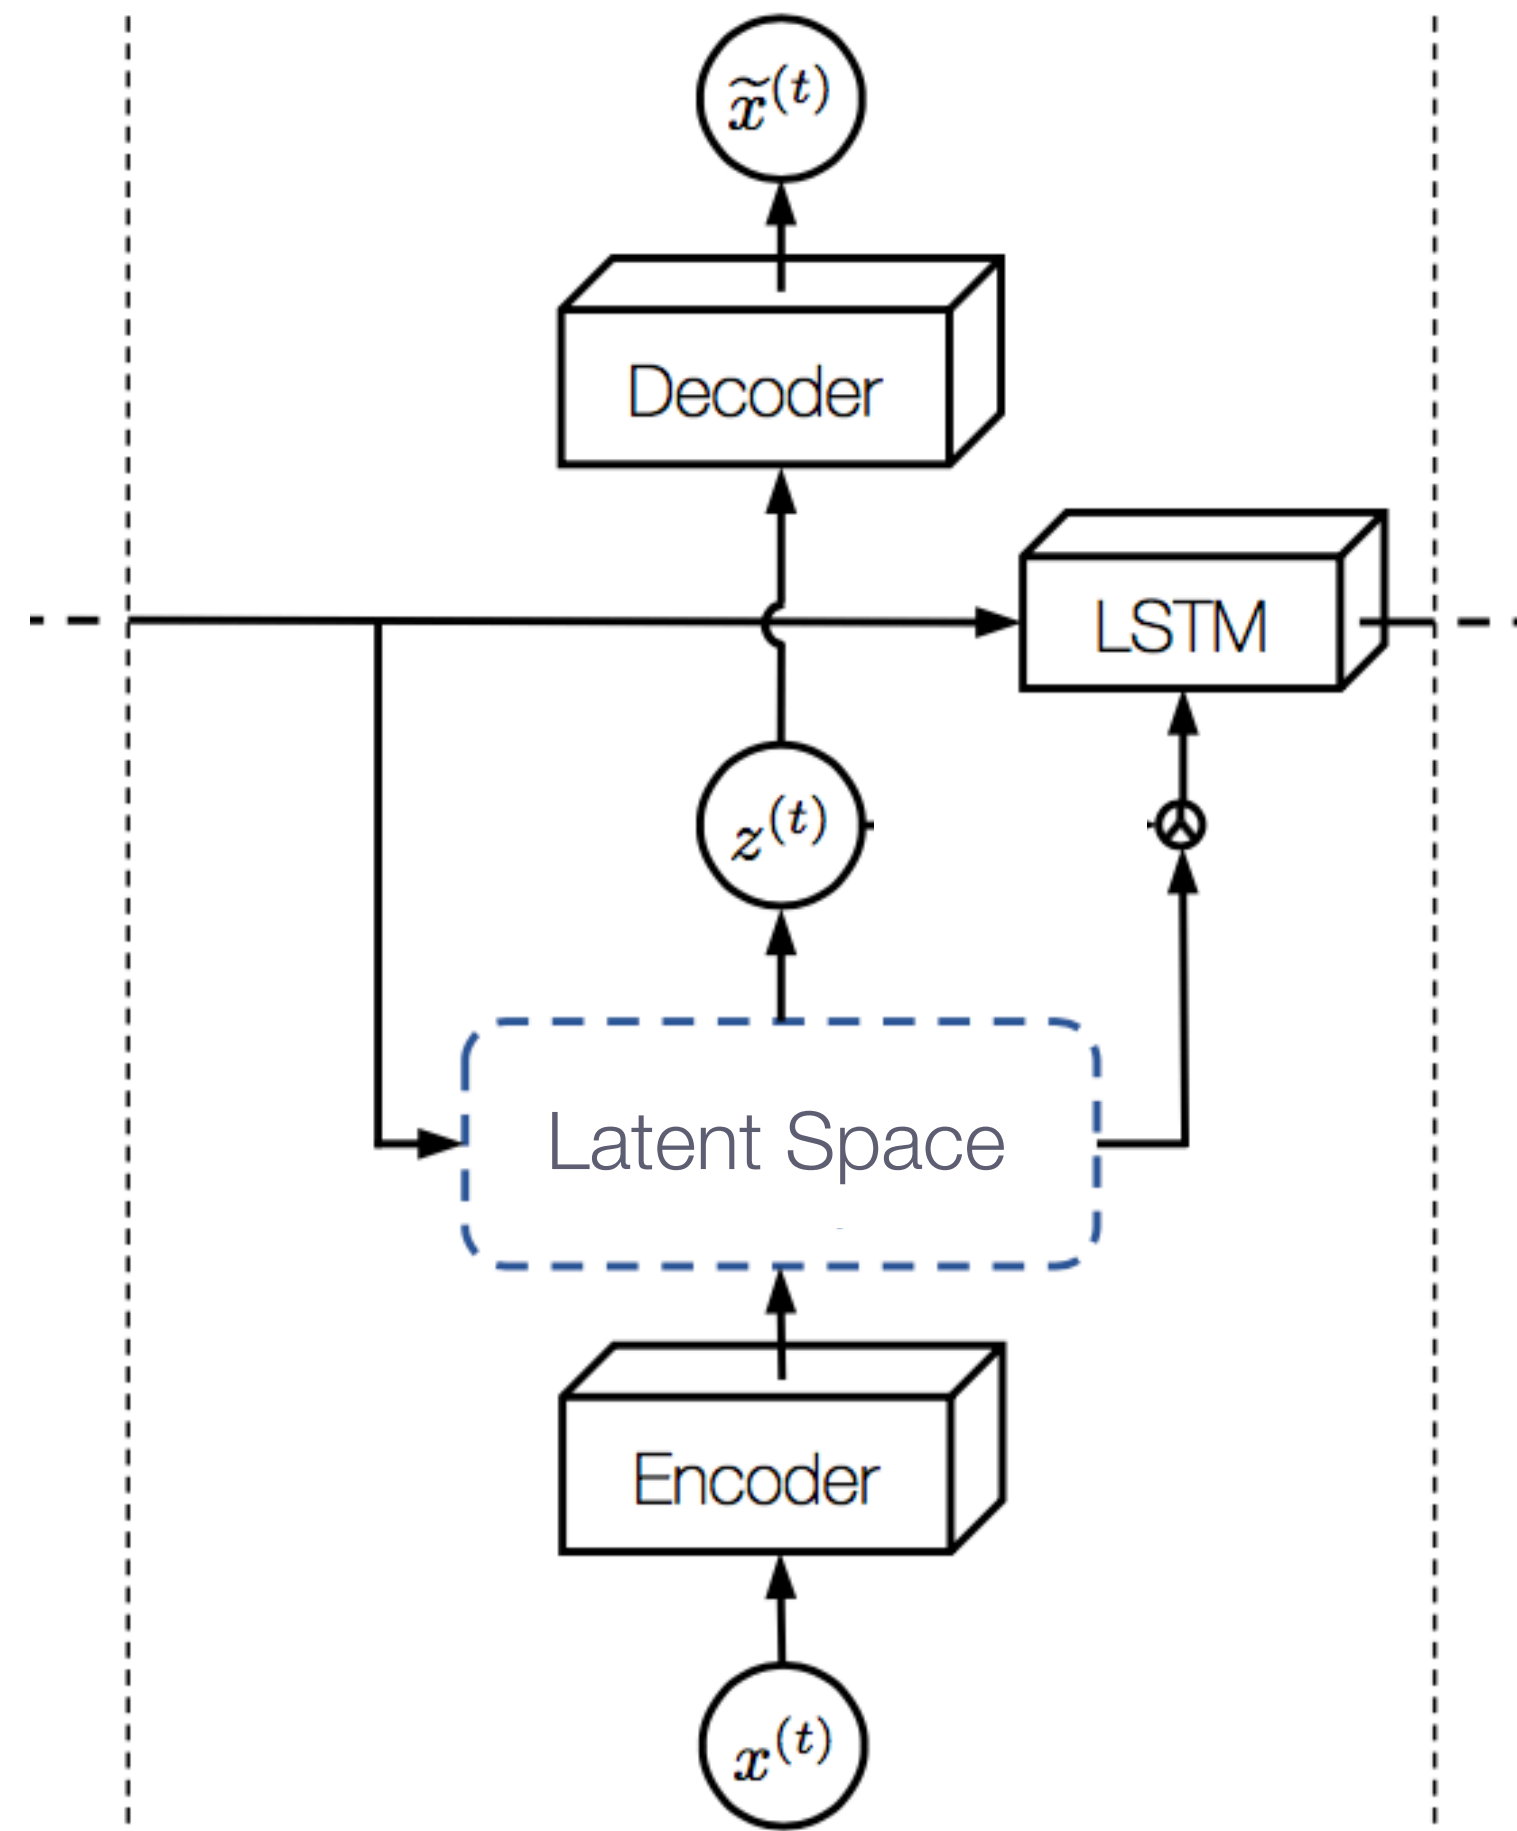 x̃^(t)
Decoder
LSTM
z^(t)
Latent Space
Encoder
x^(t)